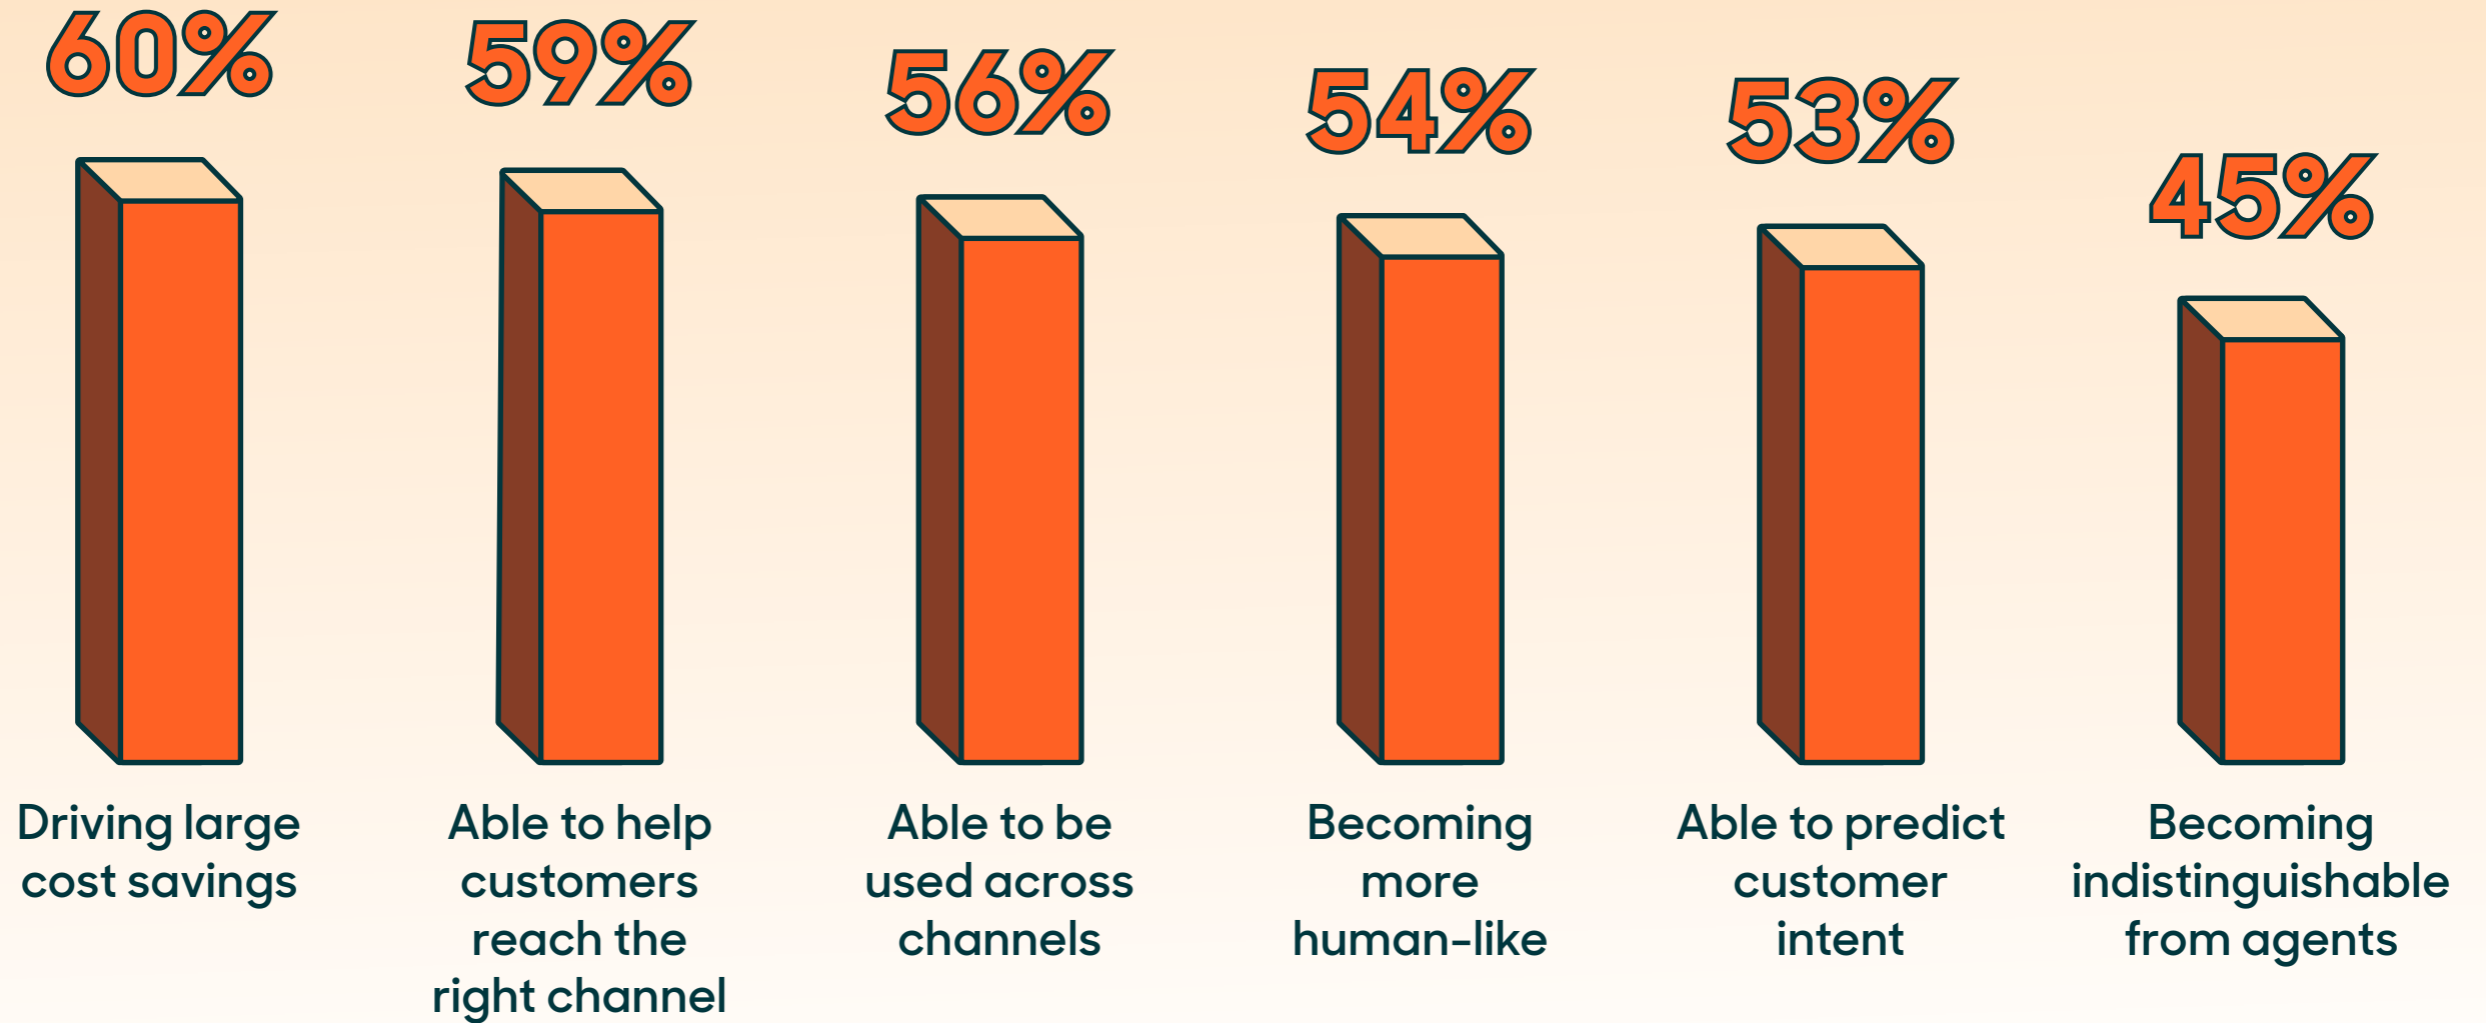 60%
59%
56%
54%
53%
45%
Driving large
cost savings
Able to help
customers
reach the
right channel
Able to be
used across
channels
Becoming
more
human-like
Able to predict
customer
intent
Becoming
indistinguishable
from agents